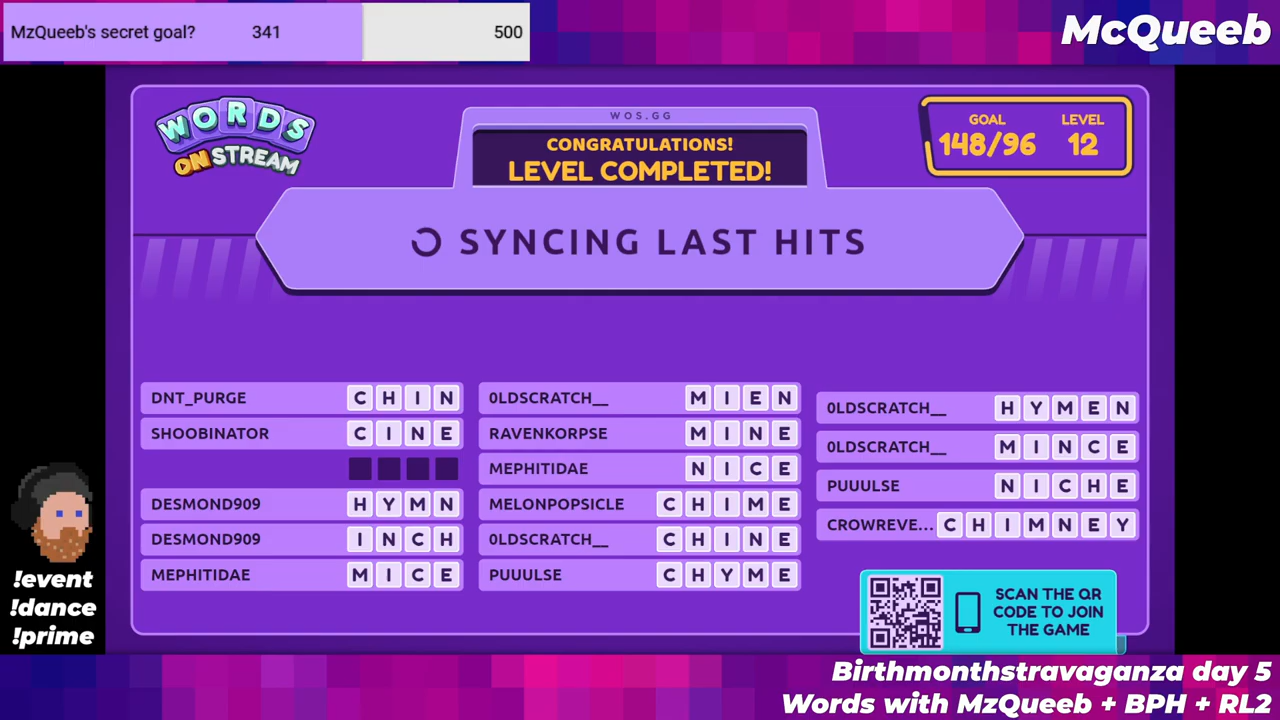 MzQueeb's secret goal? 341 500
McQueeb
WORDS ON STREAM
WOS.GG
CONGRATULATIONS!
LEVEL COMPLETED!
GOAL LEVEL
148/96 12
SYNCING LAST HITS
DNT_PURGE CHIN
SHOOBINATOR CINE
DESMOND909 HYMN
DESMOND909 INCH
MEPHITIDAE MICE
0LDSCRATCH__ MIEN
RAVENKORPSE MINE
MEPHITIDAE NICE
MELONPOPSICLE CHIME
0LDSCRATCH__ CHINE
PUUULSE CHYME
0LDSCRATCH__ HYMEN
0LDSCRATCH__ MINCE
PUUULSE NICHE
CROWREVE... CHIMNEY
!event
!dance
!prime
SCAN THE QR
CODE TO JOIN
THE GAME
Birthmonthstravaganza day 5
Words with MzQueeb + BPH + RL2